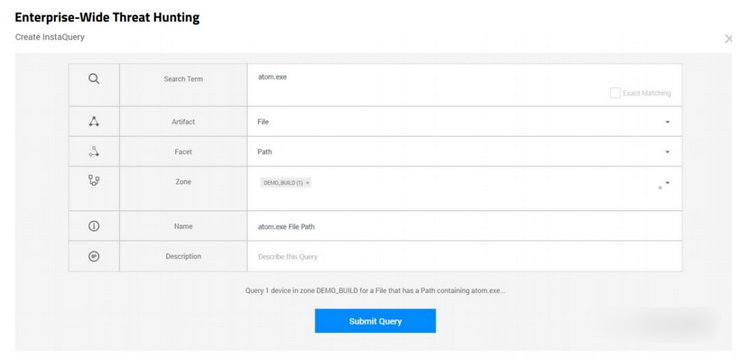 Enterprise-Wide Threat Hunting
Create InstaQuery
Search Term
atom.exe
Exact Matching
Artifact
File
Facet
Path
Zone
DEMO_BUILD (1) ×
Name
atom.exe File Path
Description
Describe this Query
Query 1 device in zone DEMO_BUILD for a File that has a Path containing atom.exe...
Submit Query